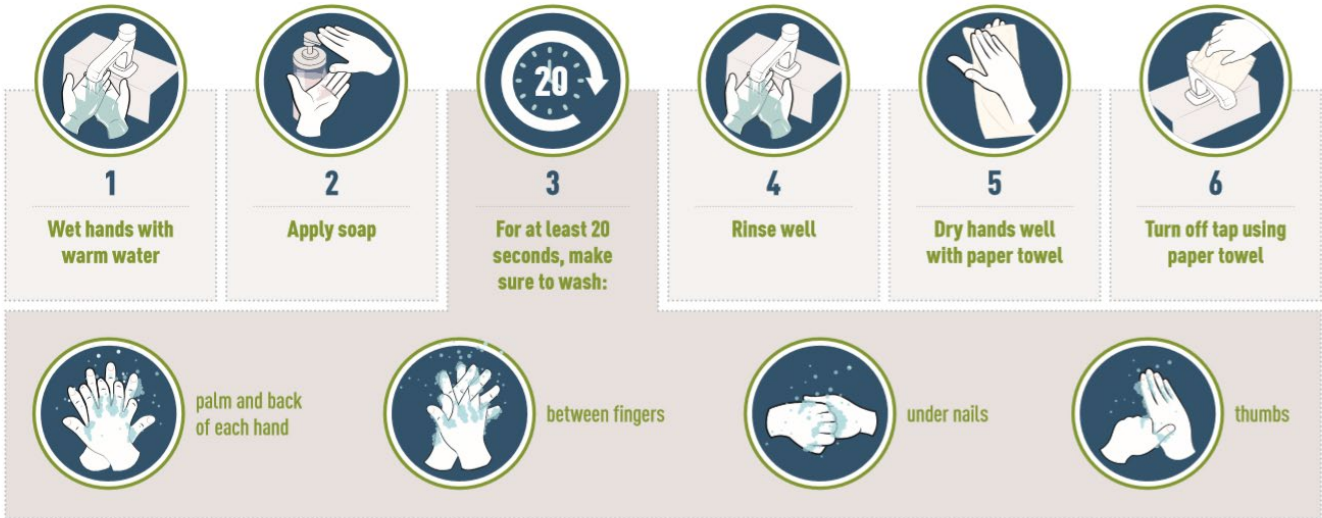 1
Wet hands with
warm water
2
Apply soap
20
3
For at least 20
seconds, make
sure to wash:
4
Rinse well
5
Dry hands well
with paper towel
6
Turn off tap using
paper towel
palm and back
of each hand
between fingers
under nails
thumbs